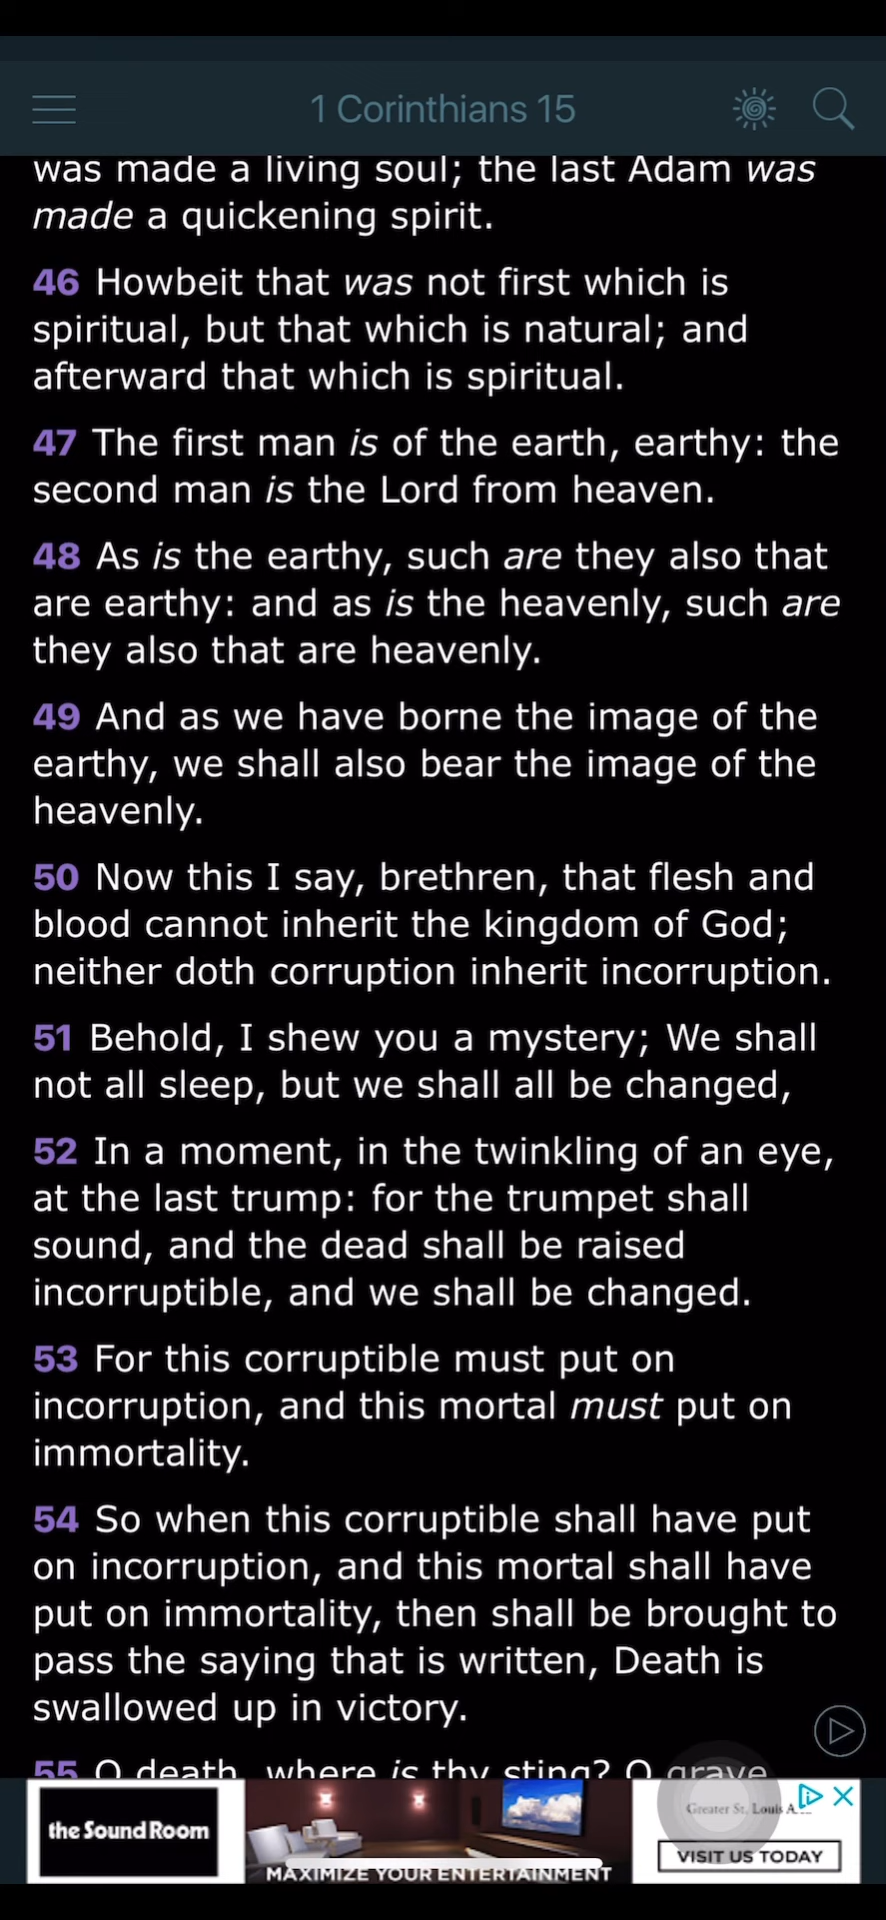 1 Corinthians 15
was made a living soul; the last Adam was
made a quickening spirit.
46 Howbeit that was not first which is
spiritual, but that which is natural; and
afterward that which is spiritual.
47 The first man is of the earth, earthy: the
second man is the Lord from heaven.
48 As is the earthy, such are they also that
are earthy: and as is the heavenly, such are
they also that are heavenly.
49 And as we have borne the image of the
earthy, we shall also bear the image of the
heavenly.
50 Now this I say, brethren, that flesh and
blood cannot inherit the kingdom of God;
neither doth corruption inherit incorruption.
51 Behold, I shew you a mystery; We shall
not all sleep, but we shall all be changed,
52 In a moment, in the twinkling of an eye,
at the last trump: for the trumpet shall
sound, and the dead shall be raised
incorruptible, and we shall be changed.
53 For this corruptible must put on
incorruption, and this mortal must put on
immortality.
54 So when this corruptible shall have put
on incorruption, and this mortal shall have
put on immortality, then shall be brought to
pass the saying that is written, Death is
swallowed up in victory.
55 O death, where is thy sting? O grave
the Sound Room
MAXIMIZE YOUR ENTERTAINMENT
Greater St. Louis A...
VISIT US TODAY